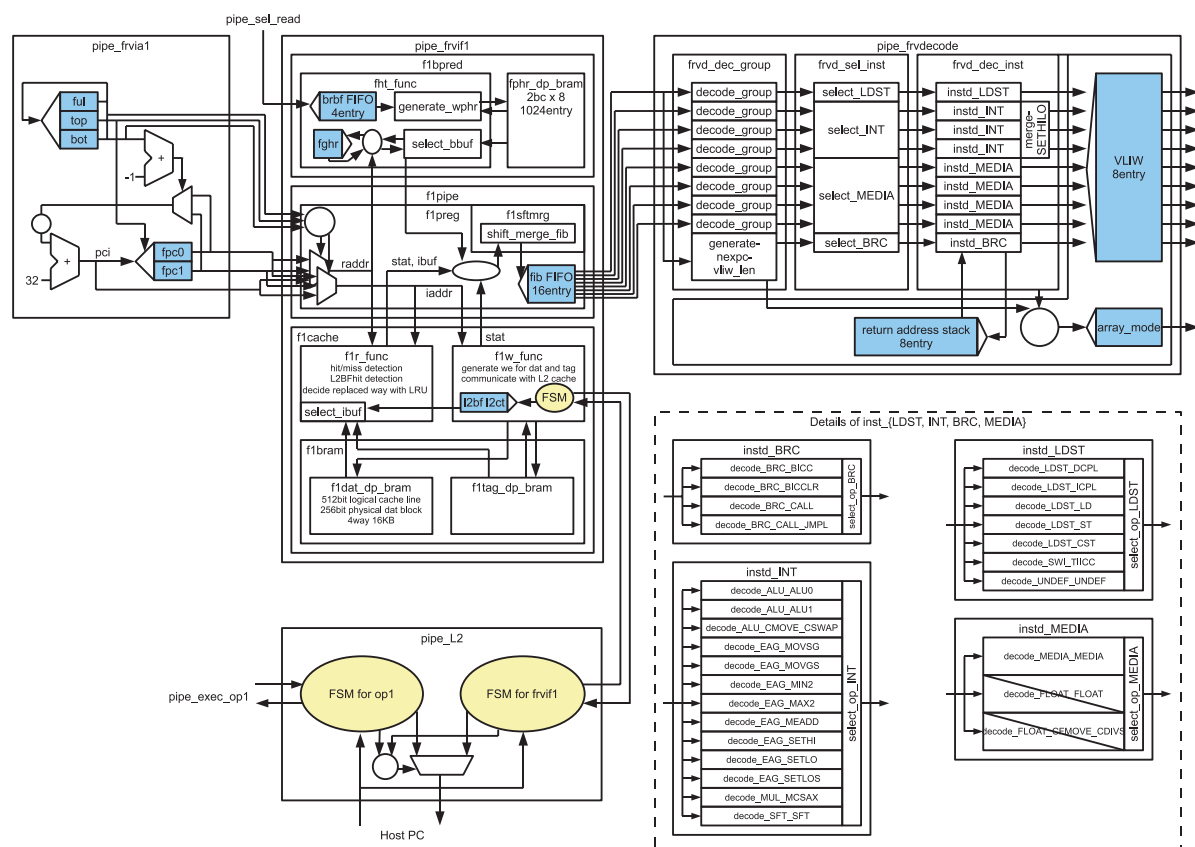 pipe_sel_read
pipe_frvia1
ful
top
bot
+
-1
+
32
pci
fpc0
fpc1
pipe_frvif1
f1bpred
fht_func
brbf FIFO
4entry
generate_wphr
fghr
select_bbuf
fphr_dp_bram
2bc x 8
1024entry
f1pipe
f1preg
f1sftmrg
shift_merge_fib
raddr
stat, ibuf
iaddr
fib FIFO
16entry
f1cache
stat
f1r_func
hit/miss detection
L2BFhit detection
decide replaced way with LRU
select_ibuf
f1w_func
generate we for dat and tag
communicate with L2 cache
l2bf l2ct
FSM
f1bram
f1dat_dp_bram
512bit logical cache line
256bit physical dat block
4way 16KB
f1tag_dp_bram
pipe_frvdecode
frvd_dec_group
decode_group
decode_group
decode_group
decode_group
decode_group
decode_group
decode_group
decode_group
generate-
nexpc-
vliw_len
frvd_sel_inst
select_LDST
select_INT
select_MEDIA
select_BRC
frvd_dec_inst
instd_LDST
instd_INT
instd_INT
instd_INT
merge-
SETHILO
instd_MEDIA
instd_MEDIA
instd_MEDIA
instd_MEDIA
instd_BRC
VLIW
8entry
return address stack
8entry
array_mode
pipe_L2
FSM for op1
FSM for frvif1
pipe_exec_op1
Host PC
Details of inst_{LDST, INT, BRC, MEDIA}
instd_BRC
decode_BRC_BICC
decode_BRC_BICCLR
decode_BRC_CALL
decode_BRC_CALL_JMPL
select_op_BRC
instd_INT
decode_ALU_ALU0
decode_ALU_ALU1
decode_ALU_CMOVE_CSWAP
decode_EAG_MOVSG
decode_EAG_MOVGS
decode_EAG_MIN2
decode_EAG_MAX2
decode_EAG_MEADD
decode_EAG_SETHI
decode_EAG_SETLO
decode_EAG_SETLOS
decode_MUL_MCSAX
decode_SFT_SFT
select_op_INT
instd_LDST
decode_LDST_DCPL
decode_LDST_ICPL
decode_LDST_LD
decode_LDST_ST
decode_LDST_CST
decode_SWI_TIICC
decode_UNDEF_UNDEF
select_op_LDST
instd_MEDIA
decode_MEDIA_MEDIA
decode_FLOAT_FLOAT
decode_FLOAT_CFMOVE_CDIVS
select_op_MEDIA